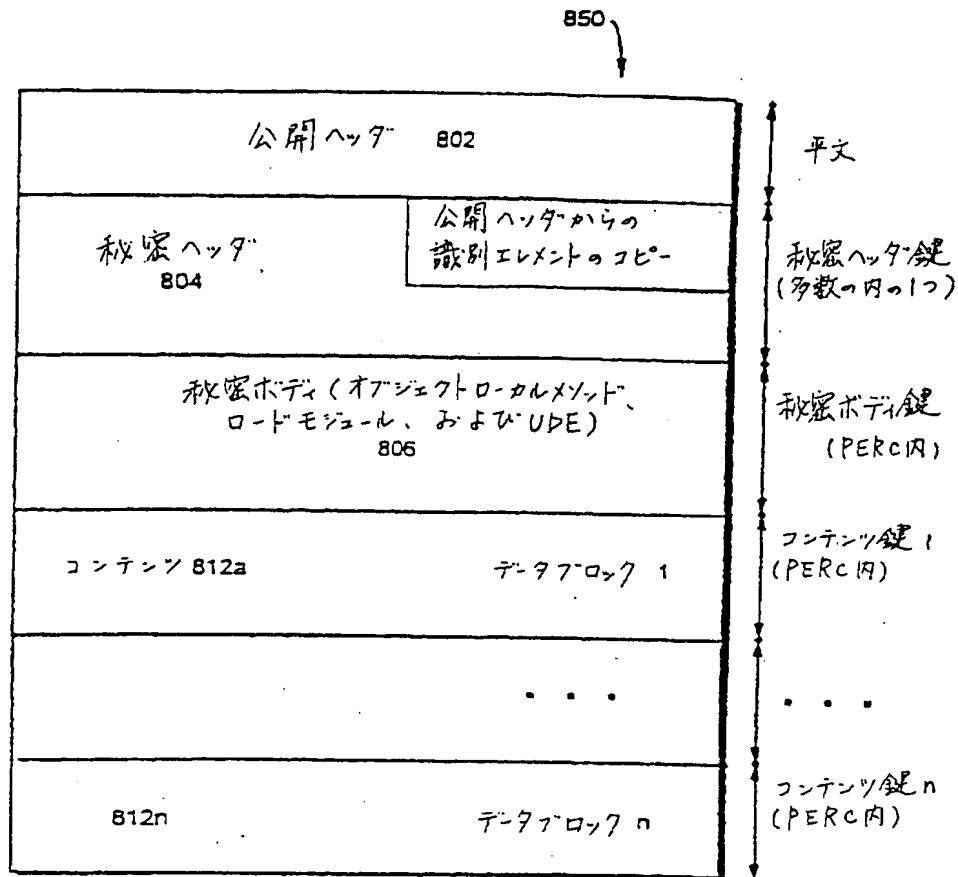 850
公開ヘッダ 802
平文
秘密ヘッダ
804
公開ヘッダからの
識別エレメントのコピー
秘密ヘッダ鍵
(多数の内の1つ)
秘密ボディ(オブジェクトローカルメソッド、
ロードモジュール、およびUDE)
806
秘密ボディ鍵
(PERC内)
コンテンツ 812a データブロック 1
コンテンツ鍵 1
(PERC内)
・ ・ ・
・ ・ ・
812n データブロック n
コンテンツ鍵 n
(PERC内)